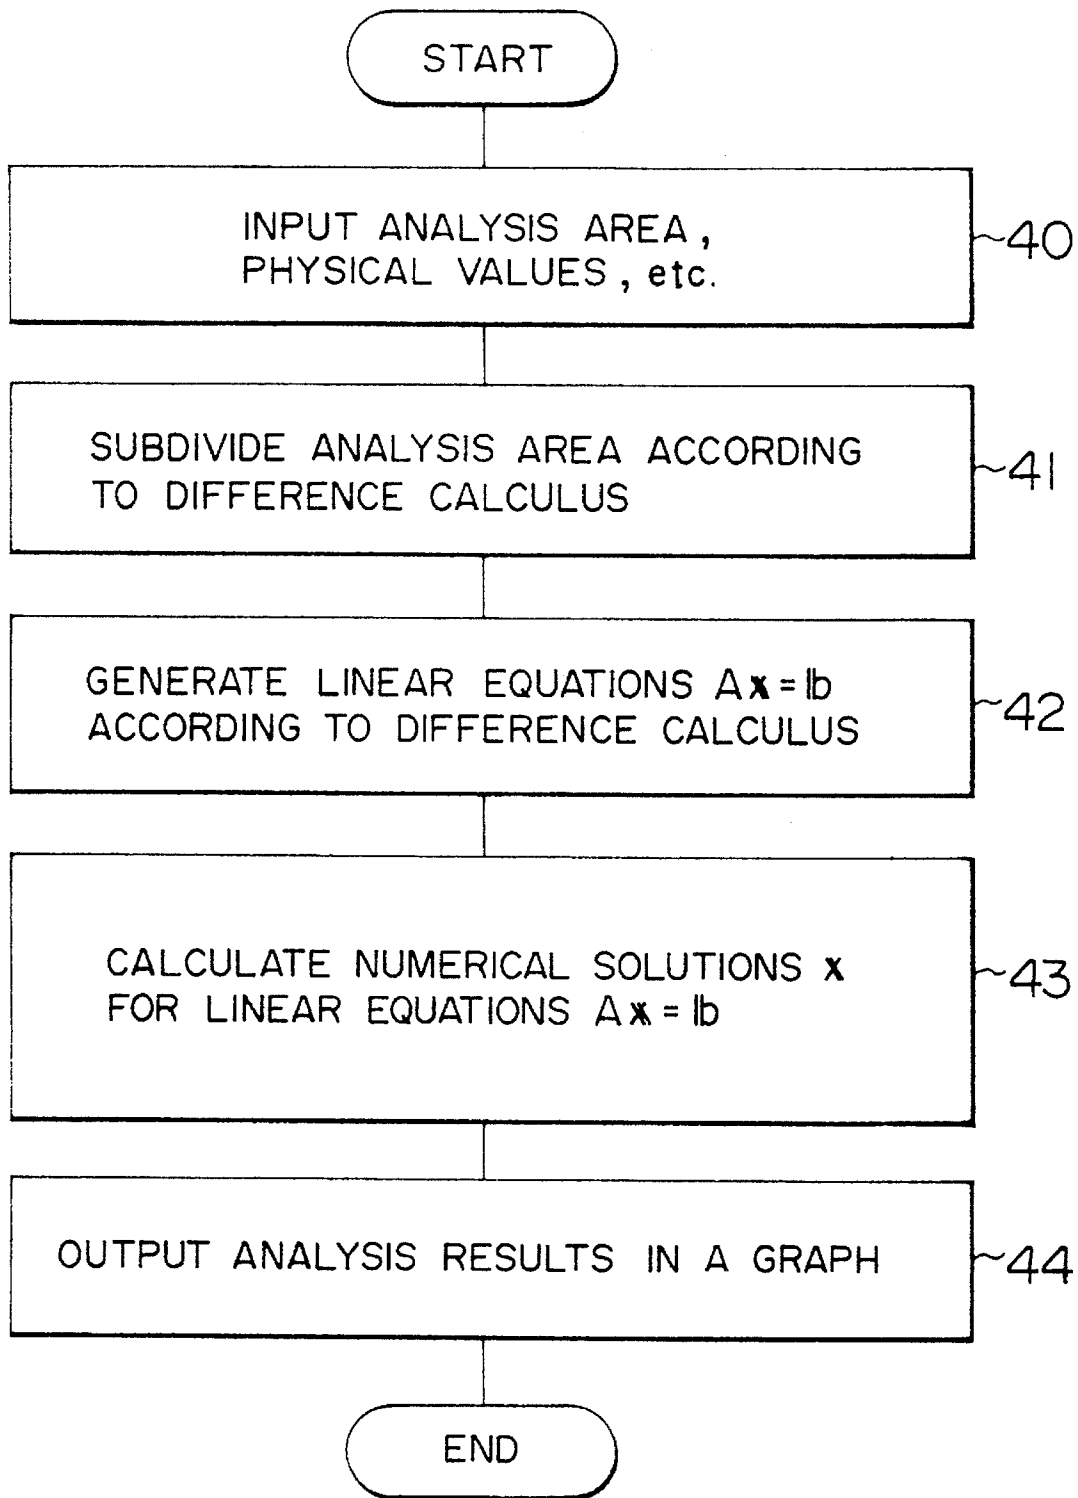 START
INPUT ANALYSIS AREA,
PHYSICAL VALUES, etc.
40
SUBDIVIDE ANALYSIS AREA ACCORDING
TO DIFFERENCE CALCULUS
41
GENERATE LINEAR EQUATIONS A𝕩 = 𝕓
ACCORDING TO DIFFERENCE CALCULUS
42
CALCULATE NUMERICAL SOLUTIONS 𝕩
FOR LINEAR EQUATIONS A𝕩 = 𝕓
43
OUTPUT ANALYSIS RESULTS IN A GRAPH
44
END